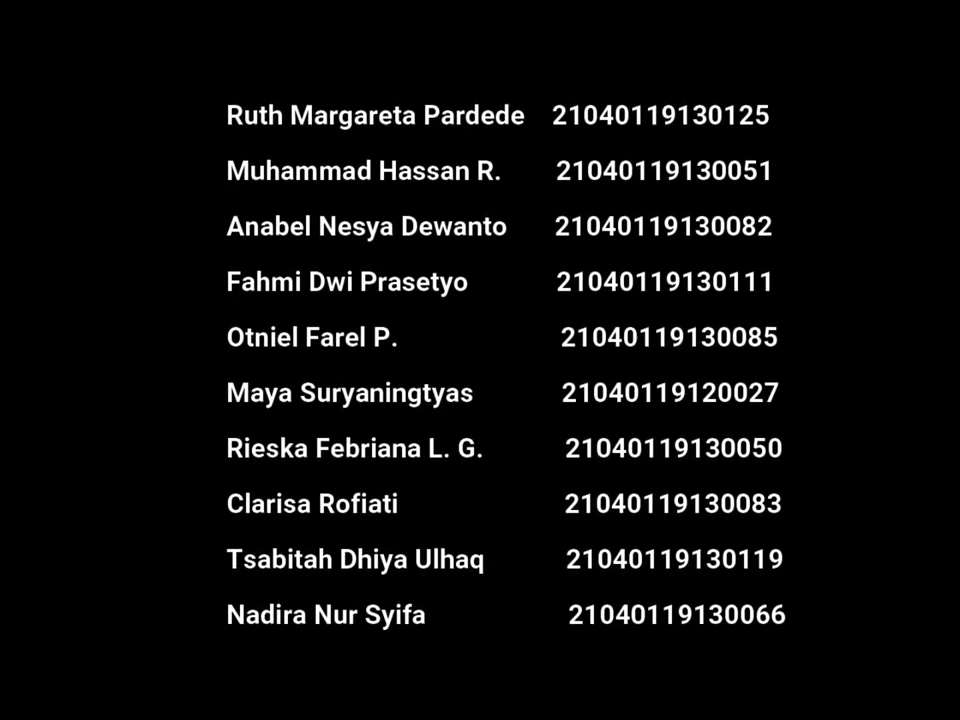 Ruth Margareta Pardede 21040119130125
Muhammad Hassan R. 21040119130051
Anabel Nesya Dewanto 21040119130082
Fahmi Dwi Prasetyo 21040119130111
Otniel Farel P. 21040119130085
Maya Suryaningtyas 21040119120027
Rieska Febriana L. G. 21040119130050
Clarisa Rofiati 21040119130083
Tsabitah Dhiya Ulhaq 21040119130119
Nadira Nur Syifa 21040119130066